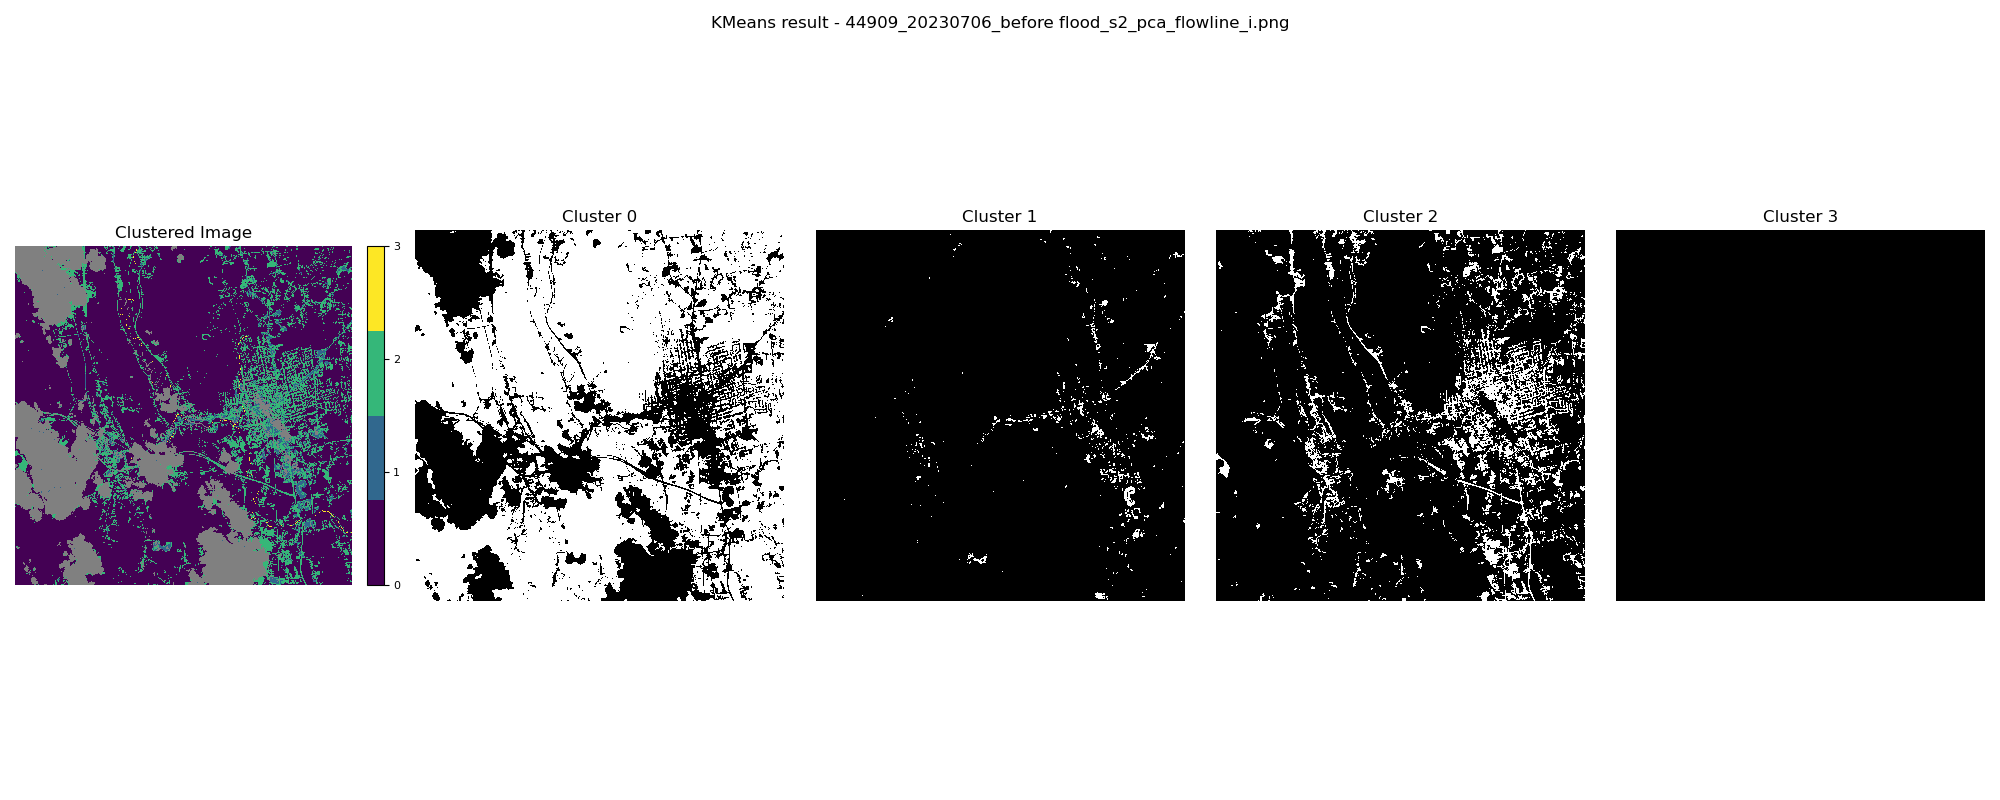 KMeans result - 44909_20230706_before flood_s2_pca_flowline_i.png
Clustered Image
3
2
1
0
Cluster 0
Cluster 1
Cluster 2
Cluster 3